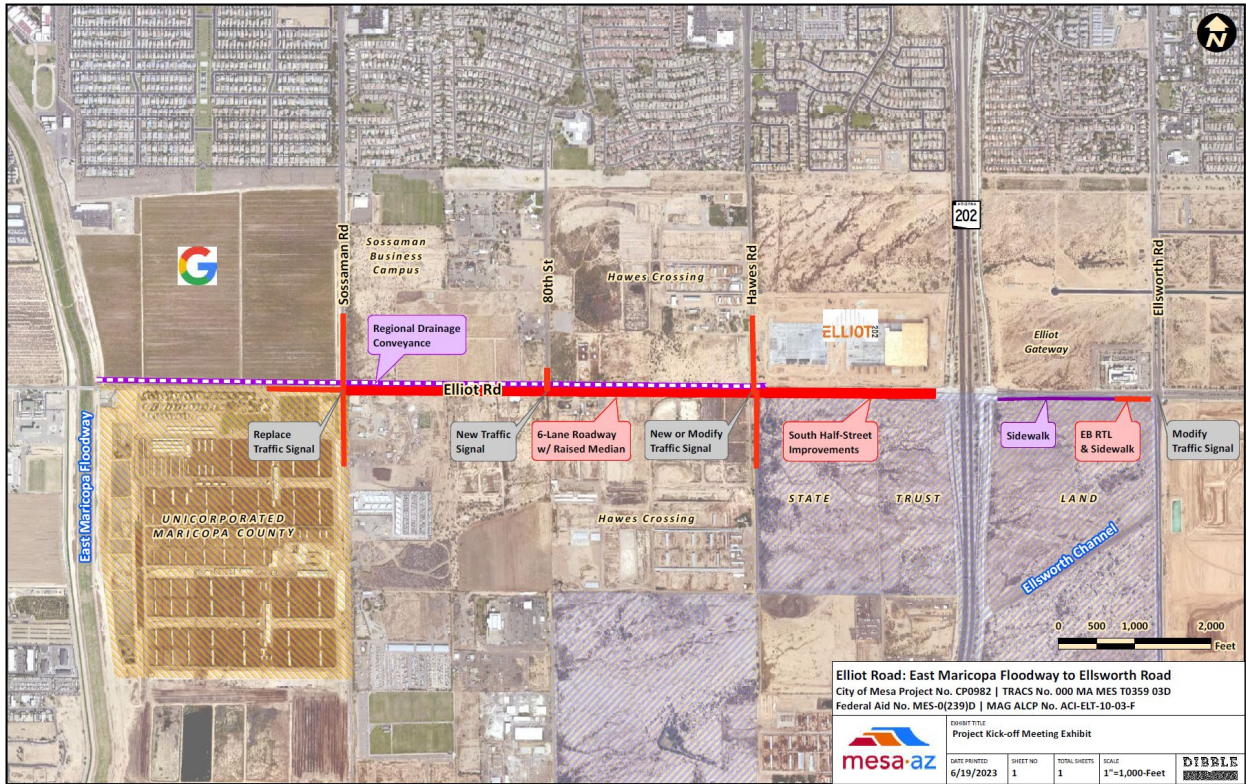 N
ARIZONA
202
Sossaman Rd
Sossaman
Business
Campus
80th St
Hawes Crossing
Hawes Rd
Ellsworth Rd
G
Regional Drainage
Conveyance
ELLIOT 202
Elliot
Gateway
Elliot Rd
East Maricopa Floodway
Replace
Traffic Signal
New Traffic
Signal
6-Lane Roadway
w/ Raised Median
New or Modify
Traffic Signal
South Half-Street
Improvements
Sidewalk
EB RTL
& Sidewalk
Modify
Traffic Signal
UNICORPORATED
MARICOPA COUNTY
Hawes Crossing
STATE TRUST LAND
Ellsworth Channel
0 500 1,000 2,000
Feet
Elliot Road: East Maricopa Floodway to Ellsworth Road
City of Mesa Project No. CP0982 | TRACS No. 000 MA MES T0359 03D
Federal Aid No. MES-0(239)D | MAG ALCP No. ACI-ELT-10-03-F
mesa·az
EXHIBIT TITLE
Project Kick-off Meeting Exhibit
DATE PRINTED SHEET NO TOTAL SHEETS SCALE
6/19/2023 1 1 1"=1,000-Feet
DIBBLE